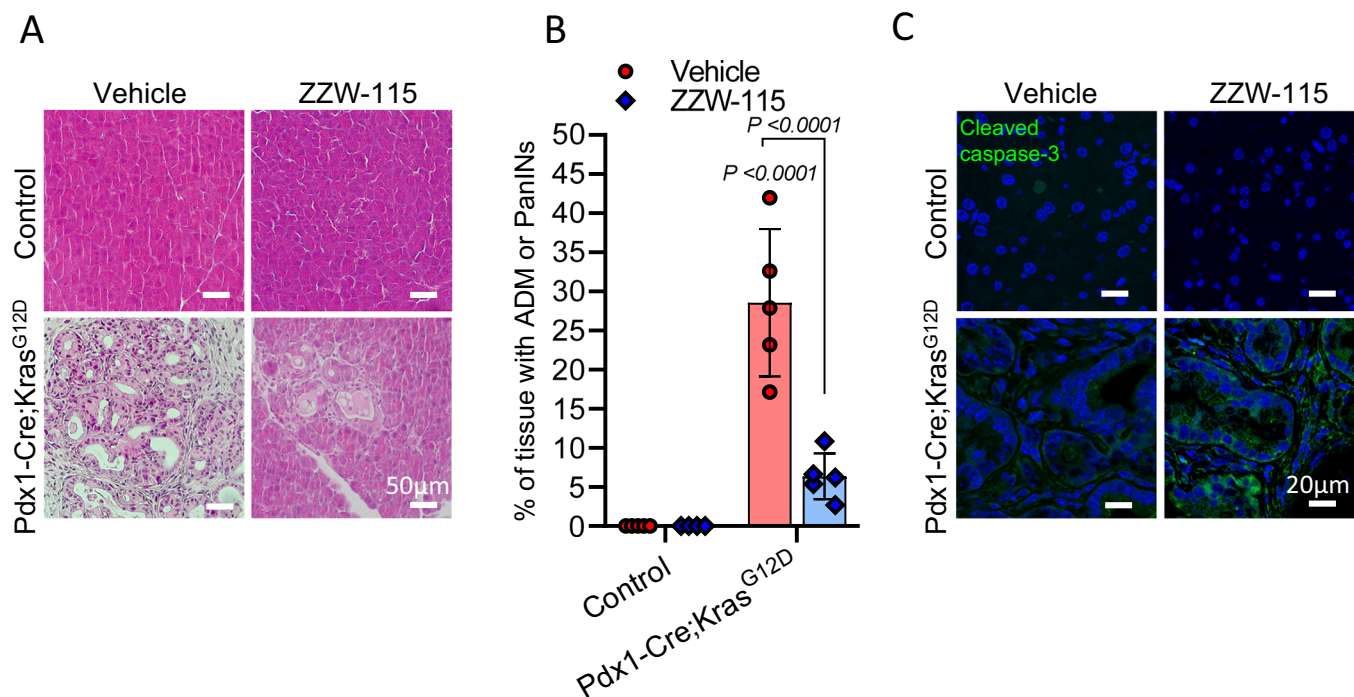 A
Vehicle
ZZW-115
Control
Pdx1-Cre;Kras^G12D
50µm
B
Vehicle
ZZW-115
% of tissue with ADM or PanINs
50
45
40
35
30
25
20
15
10
5
0
P <0.0001
P <0.0001
Control
Pdx1-Cre;Kras^G12D
C
Vehicle
ZZW-115
Control
Cleaved
caspase-3
Pdx1-Cre;Kras^G12D
20µm